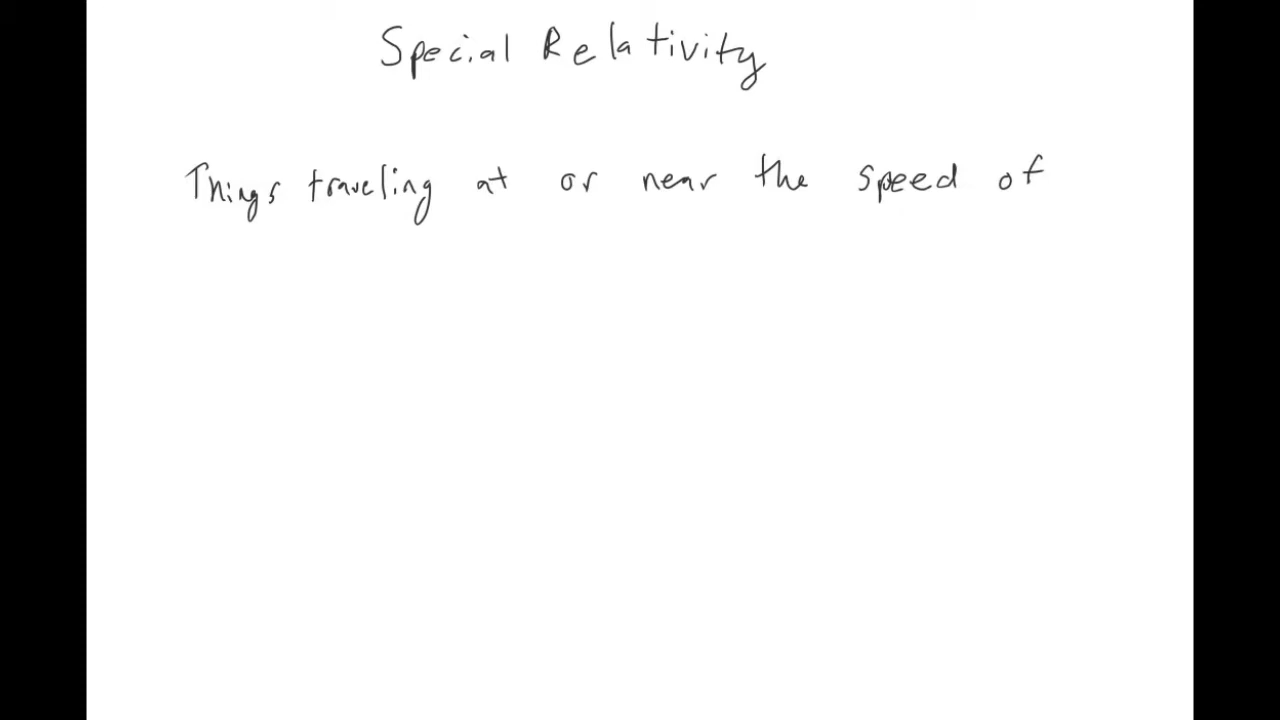 Special Relativity
Things traveling at or near the speed of